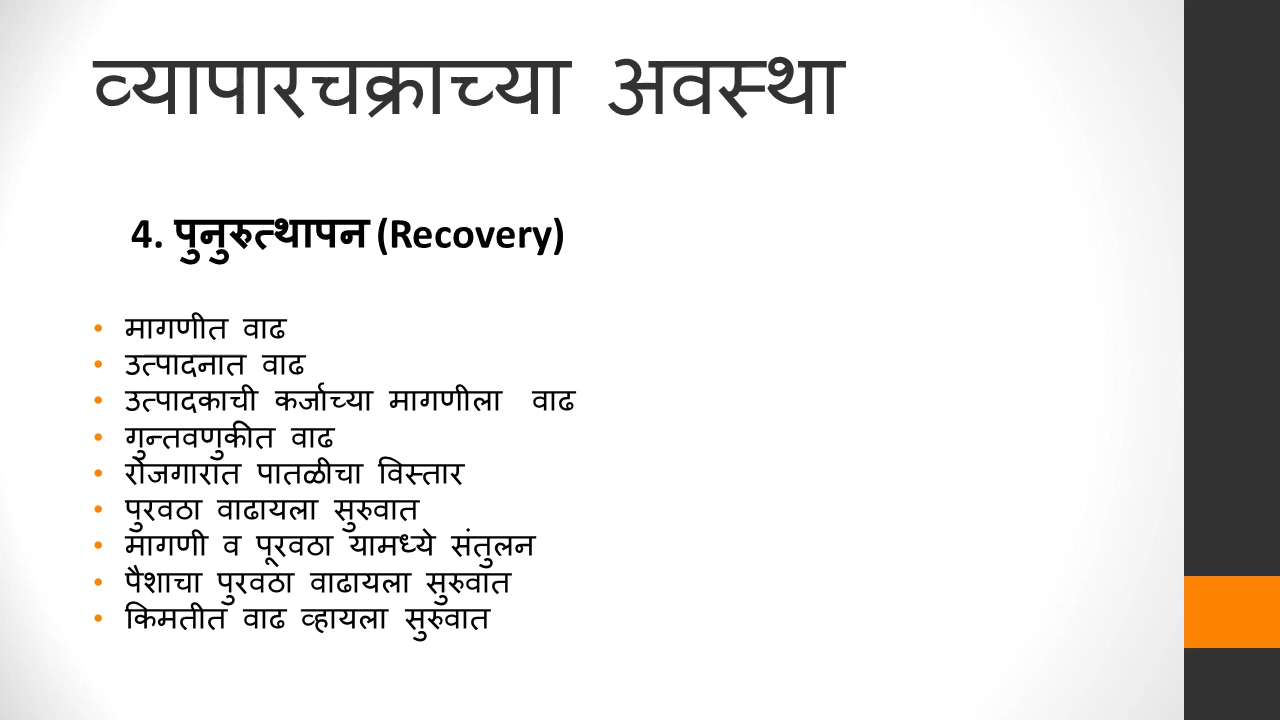 व्यापारचक्राच्या अवस्था
4. पुनुरुत्थापन (Recovery)
• मागणीत वाढ
• उत्पादनात वाढ
• उत्पादकाची कर्जाच्या मागणीला वाढ
• गुन्तवणुकीत वाढ
• रोजगारात पातळीचा विस्तार
• पुरवठा वाढायला सुरुवात
• मागणी व पूरवठा यामध्ये संतुलन
• पैशाचा पुरवठा वाढायला सुरुवात
• किमतीत वाढ व्हायला सुरुवात